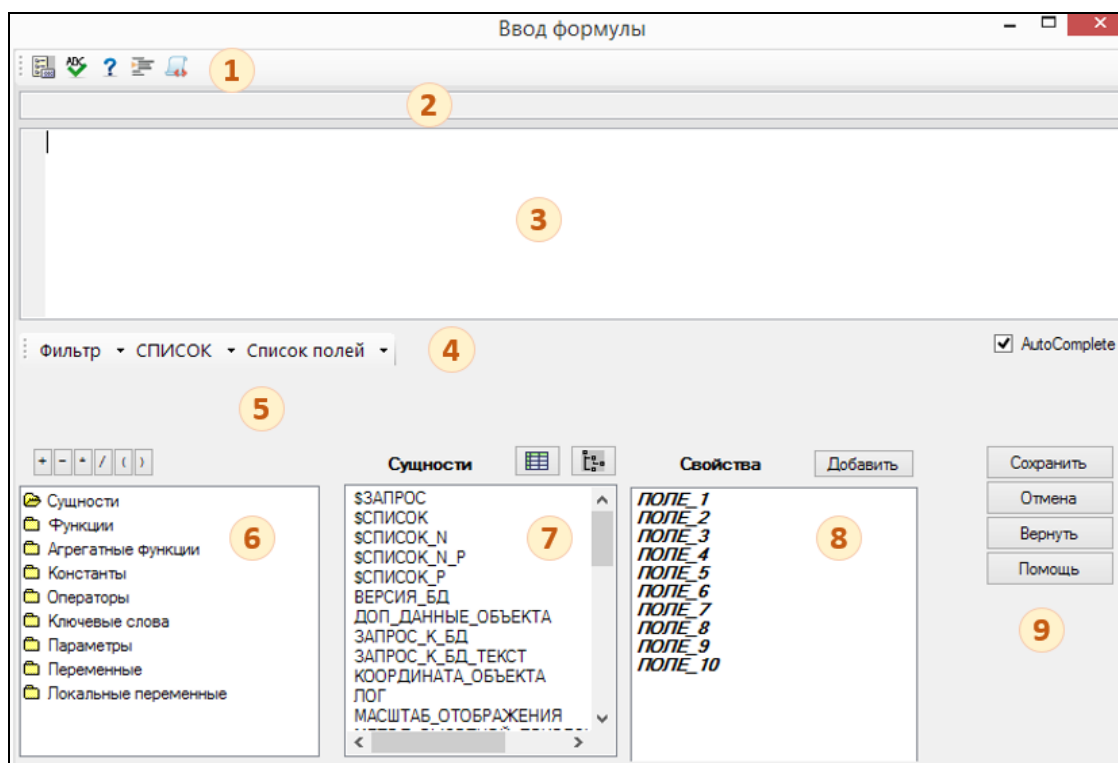 Ввод формулы
ABC ? 1
2
3
Фильтр СПИСОК Список полей 4 AutoComplete
5
+ - * / ( ) Сущности Свойства Добавить Сохранить
Отмена
Вернуть
Помощь
9
Сущности
Функции
Агрегатные функции
Константы
Операторы
Ключевые слова
Параметры
Переменные
Локальные переменные
6
$ЗАПРОС
$СПИСОК
$СПИСОК_N
$СПИСОК_N_P
$СПИСОК_P
ВЕРСИЯ_БД
ДОП_ДАННЫЕ_ОБЪЕКТА
ЗАПРОС_К_БД
ЗАПРОС_К_БД_ТЕКСТ
КООРДИНАТА_ОБЪЕКТА
ЛОГ
МАСШТАБ_ОТОБРАЖЕНИЯ
7
ПОЛЕ_1
ПОЛЕ_2
ПОЛЕ_3
ПОЛЕ_4
ПОЛЕ_5
ПОЛЕ_6
ПОЛЕ_7
ПОЛЕ_8
ПОЛЕ_9
ПОЛЕ_10
8